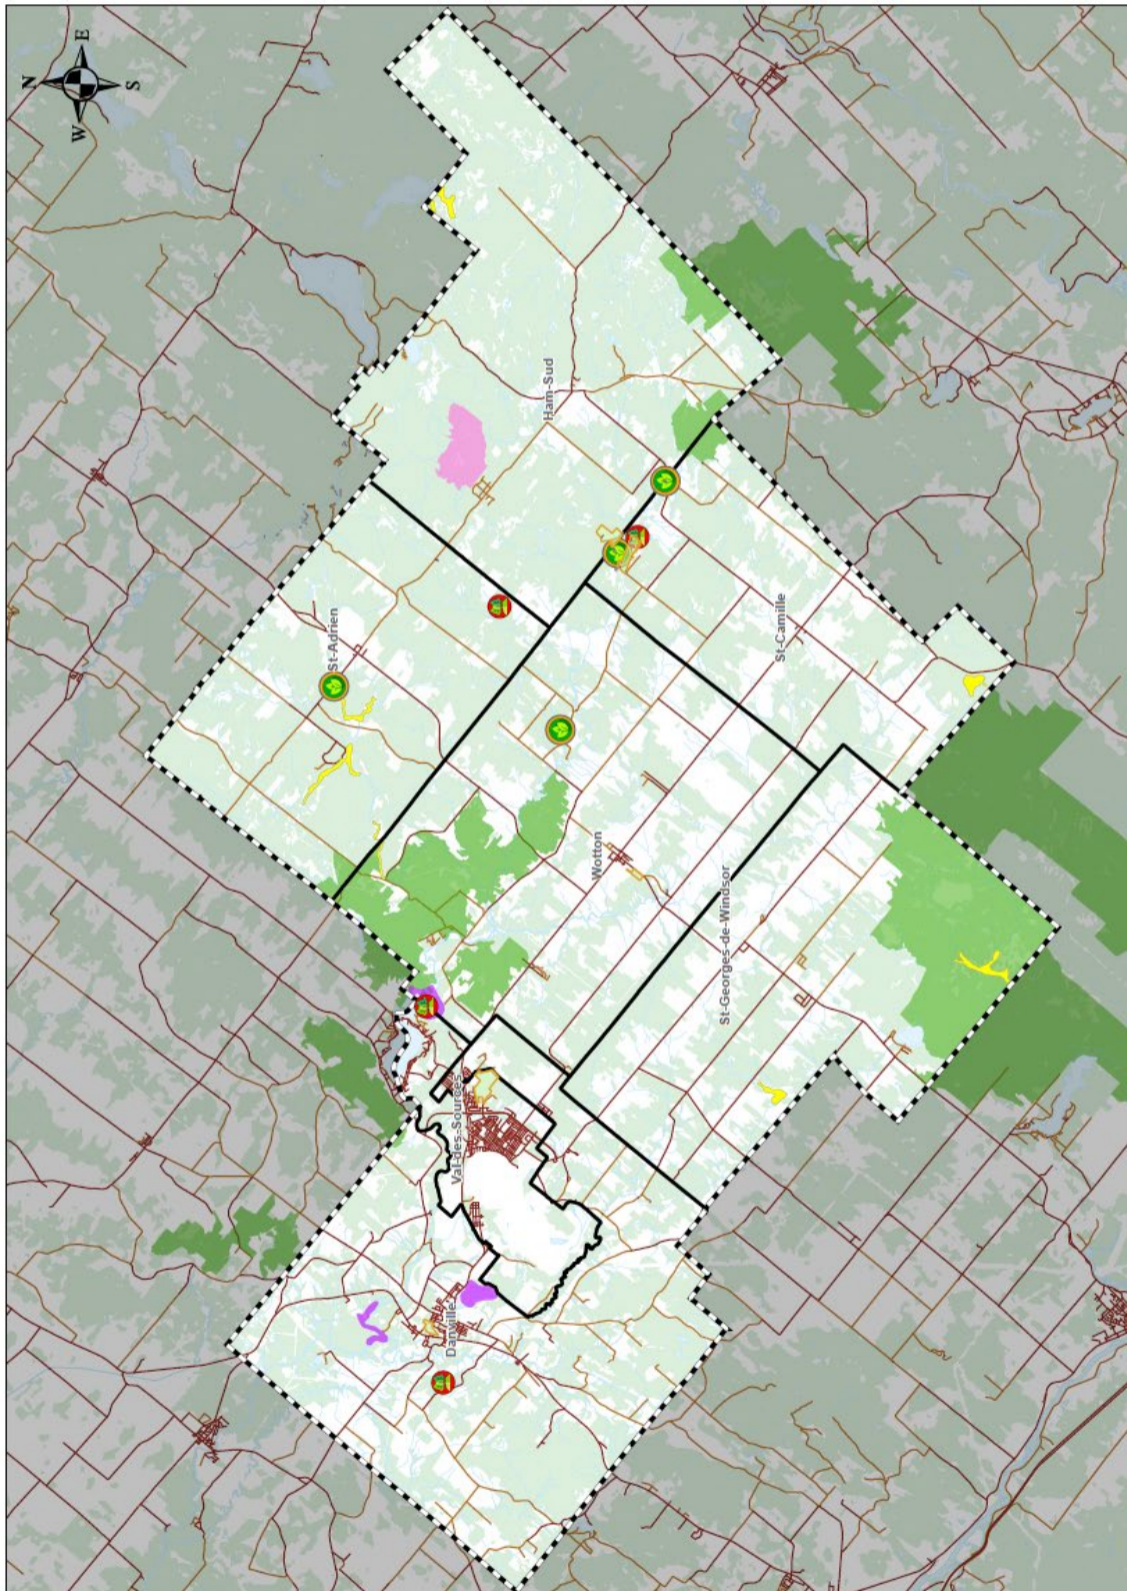 N
E
W
S
Ham-Sud
St-Adrien
St-Camille
Wotton
St-Georges-de-Windsor
Val-des-Sources
Danville